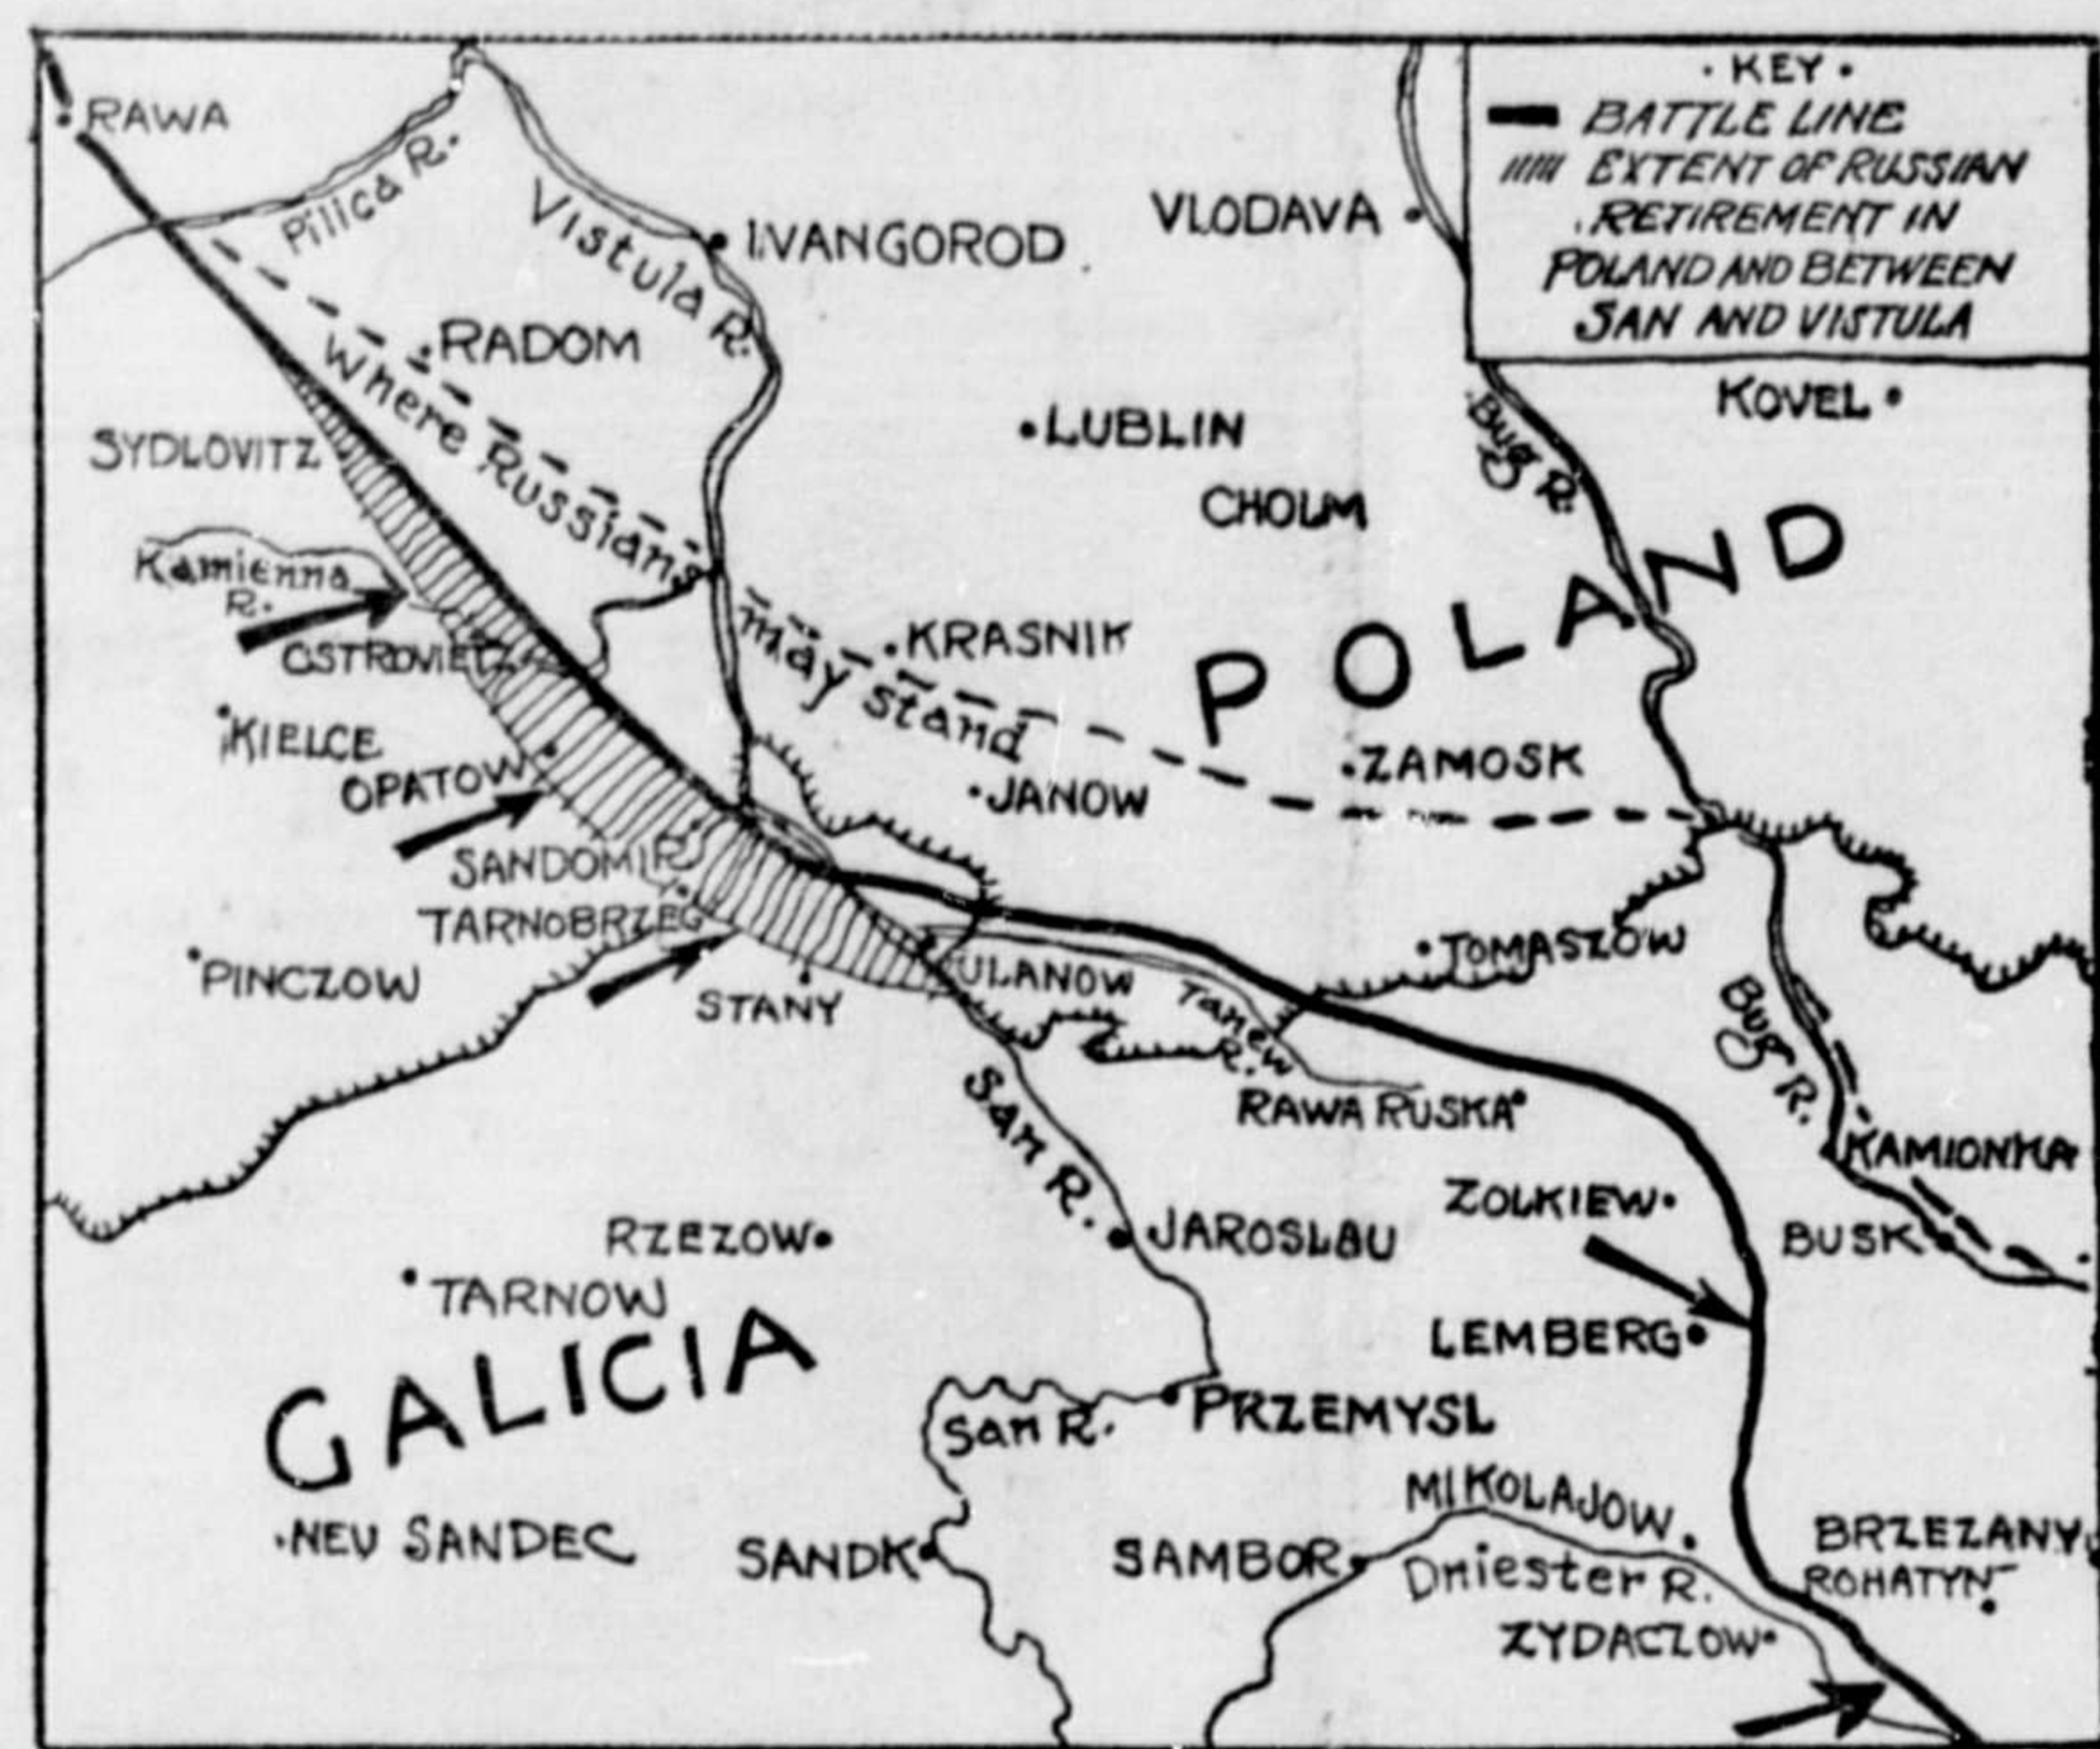 · KEY ·
BATTLE LINE
EXTENT OF RUSSIAN
RETIREMENT IN
POLAND AND BETWEEN
SAN AND VISTULA
RAWA
Pilica R.
Vistula R.
IVANGOROD
VLODAVA
RADOM
KOVEL
where Russians
may stand
SYDLOVITZ
LUBLIN
Bug R.
CHOLM
POLAND
Kamienna
R.
OSTROVIETZ
KRASNIK
KIELCE
OPATOW
JANOW
ZAMOSK
SANDOMIR
TARNOBRZEG
PINCZOW
STANY
ULANOW
Tanew
R.
TOMASZOW
Bug R.
San R.
RAWA RUSKA
KAMIONKA
ZOLKIEW
RZEZOW
JAROSLAU
BUSK
TARNOW
GALICIA
LEMBERG
San R.
PRZEMYSL
MIKOLAJOW
NEU SANDEC
SANDK
SAMBOR
Dniester R.
BRZEZANY
ROHATYN
ZYDACZOW